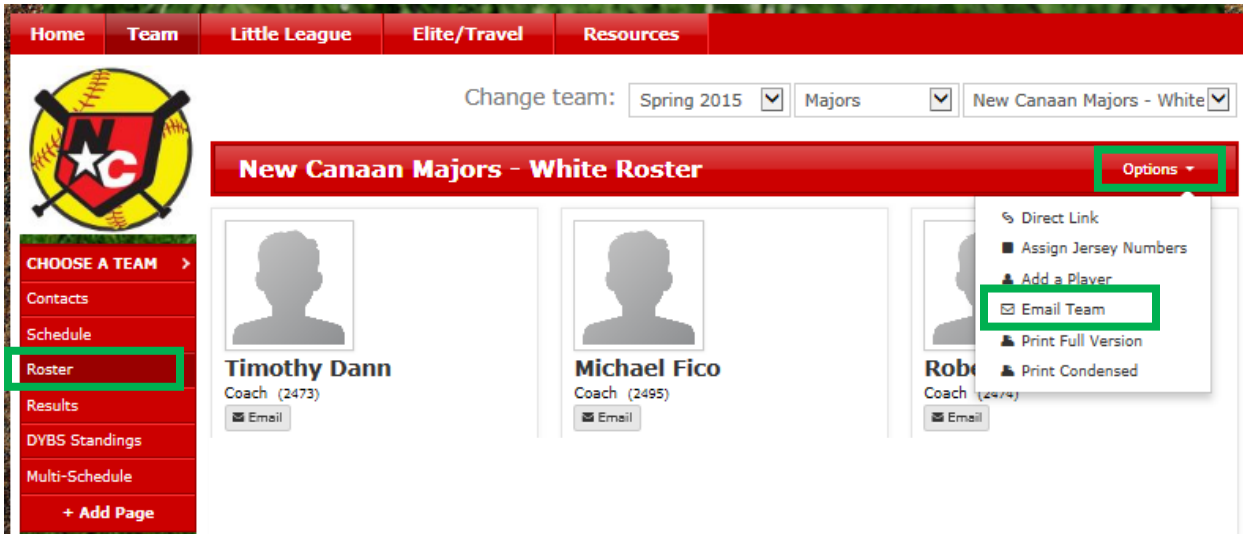 Home Team Little League Elite/Travel Resources
Change team: Spring 2015 Majors New Canaan Majors - White
NC
New Canaan Majors - White Roster
Options
Direct Link
Assign Jersey Numbers
Add a Player
Email Team
Print Full Version
Print Condensed
CHOOSE A TEAM >
Contacts
Schedule
Roster
Results
DYBS Standings
Multi-Schedule
+ Add Page
Timothy Dann
Coach (2473)
Email
Michael Fico
Coach (2495)
Email
Robe
Coach (2474)
Email